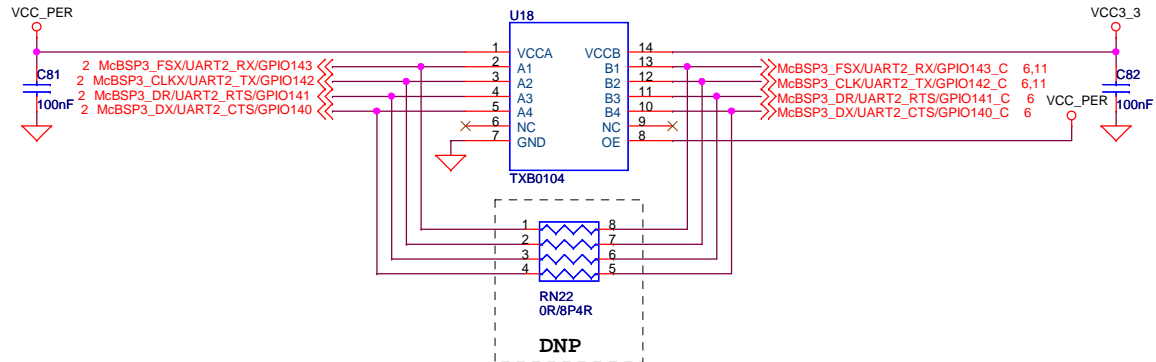 VCC_PER
U18
VCC3_3
1 VCCA VCCB 14
2 McBSP3_FSX/UART2_RX/GPIO143 2 A1 B1 13 McBSP3_FSX/UART2_RX/GPIO143_C 6,11
2 McBSP3_CLKX/UART2_TX/GPIO142 3 A2 B2 12 McBSP3_CLK/UART2_TX/GPIO142_C 6,11
2 McBSP3_DR/UART2_RTS/GPIO141 4 A3 B3 11 McBSP3_DR/UART2_RTS/GPIO141_C 6
2 McBSP3_DX/UART2_CTS/GPIO140 5 A4 B4 10 McBSP3_DX/UART2_CTS/GPIO140_C 6
C81
100nF
C82
100nF
VCC_PER
6 NC NC 9
7 GND OE 8
TXB0104
1 8
2 7
3 6
4 5
RN22
0R/8P4R
DNP